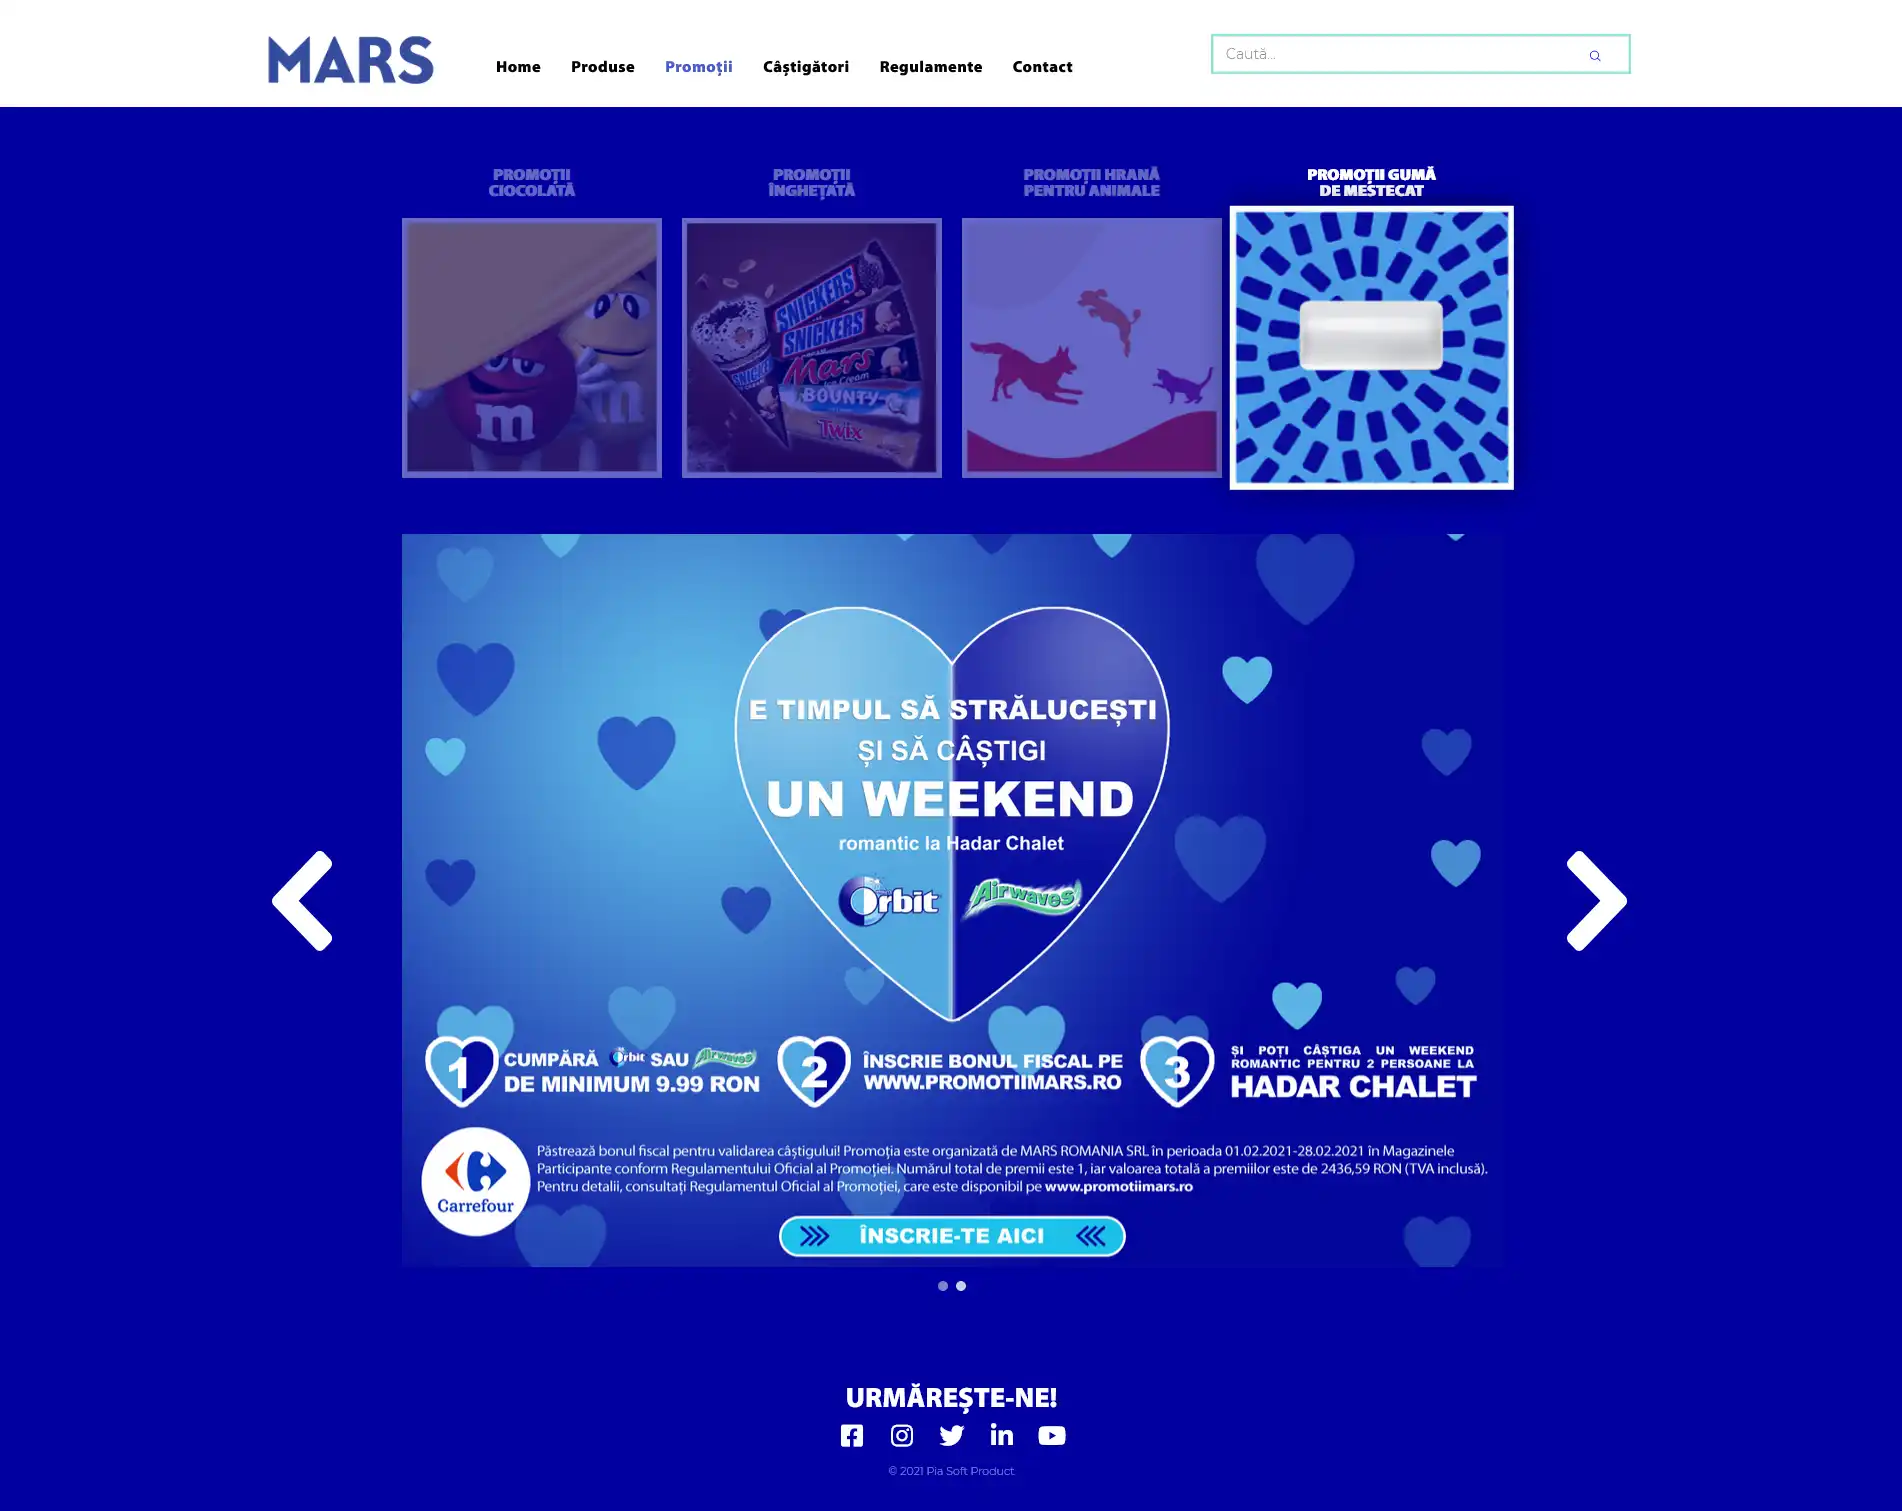 MARS
Home Produse Promoții Câștigători Regulamente Contact
Caută...
PROMOȚII
CIOCOLATĂ
PROMOȚII
ÎNGHEȚATĂ
PROMOȚII HRANĂ
PENTRU ANIMALE
PROMOȚII GUMĂ
DE MESTECAT
m
m
SNICKERS
SNICKERS
Mars
Ice Cream
BOUNTY
Twix
E TIMPUL SĂ STRĂLUCEȘTI
ȘI SĂ CÂȘTIGI
UN WEEKEND
romantic la Hadar Chalet
Orbit Airwaves
1 CUMPĂRĂ Orbit SAU Airwaves
DE MINIMUM 9.99 RON
2 ÎNSCRIE BONUL FISCAL PE
WWW.PROMOTIIMARS.RO
3 ȘI POȚI CÂȘTIGA UN WEEKEND
ROMANTIC PENTRU 2 PERSOANE LA
HADAR CHALET
Carrefour
Păstrează bonul fiscal pentru validarea câștigului! Promoția este organizată de MARS ROMANIA SRL în perioada 01.02.2021-28.02.2021 în Magazinele
Participante conform Regulamentului Oficial al Promoției. Numărul total de premii este 1, iar valoarea totală a premiilor este de 2436,59 RON (TVA inclusă).
Pentru detalii, consultați Regulamentul Oficial al Promoției, care este disponibil pe www.promotiimars.ro
ÎNSCRIE-TE AICI
URMĂREȘTE-NE!
© 2021 Pia Soft Product